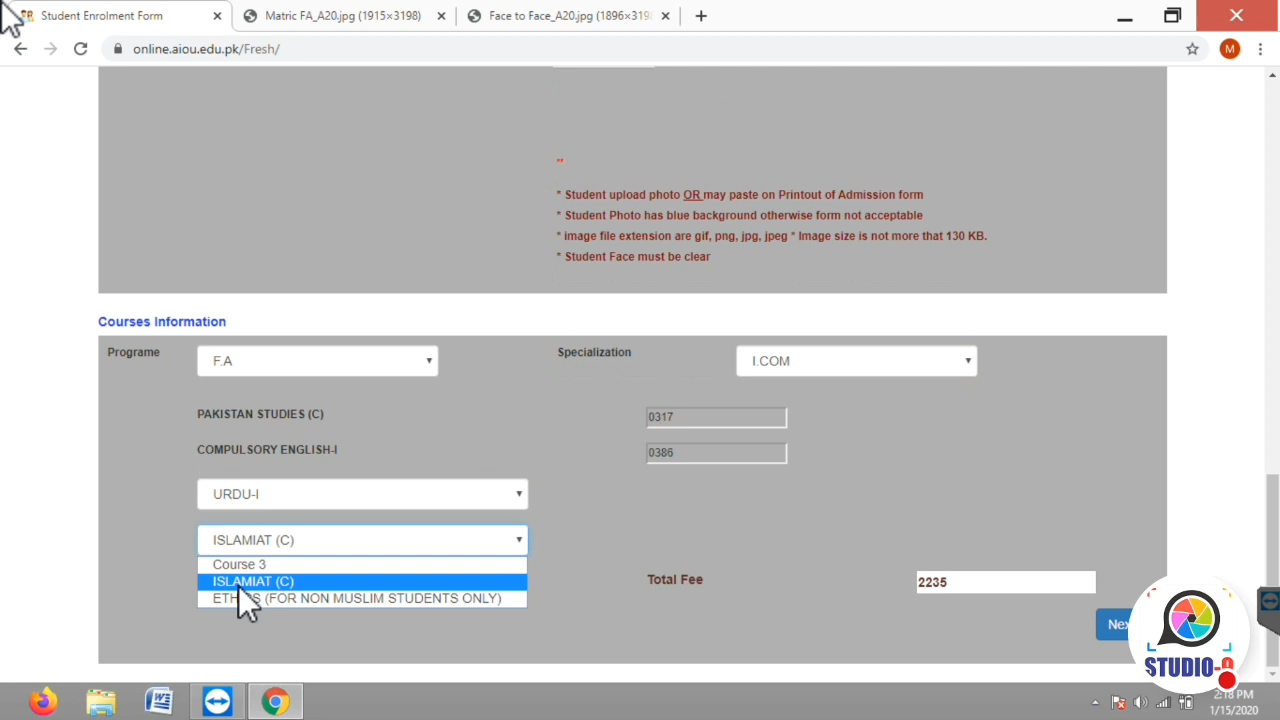 Student Enrolment Form
Matric FA_A20.jpg (1915×3198)
Face to Face_A20.jpg (1896×319
online.aiou.edu.pk/Fresh/
M
**
* Student upload photo OR may paste on Printout of Admission form
* Student Photo has blue background otherwise form not acceptable
* image file extension are gif, png, jpg, jpeg * Image size is not more that 130 KB.
* Student Face must be clear
Courses Information
Programe
F.A
Specialization
I.COM
PAKISTAN STUDIES (C)
0317
COMPULSORY ENGLISH-I
0386
URDU-I
ISLAMIAT (C)
Course 3
ISLAMIAT (C)
(FOR NON MUSLIM STUDENTS ONLY)
Total Fee
2235
STUDIO-9
2:18 PM
1/15/2020